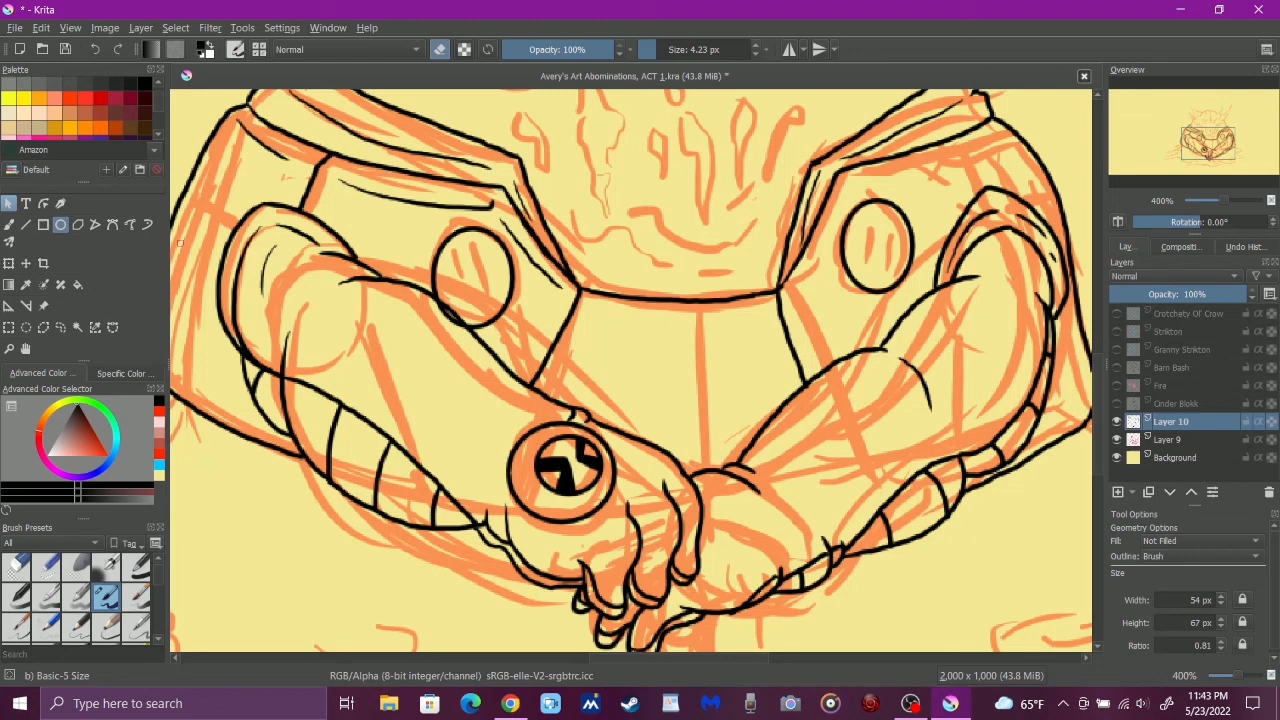 * - Krita
File Edit View Image Layer Select Filter Tools Settings Window Help
Normal Opacity: 100% Size: 4.23 px
Avery's Art Abominations, ACT 1.kra (43.8 MiB) *
Palette
Amazon
Default
Advanced Color ... Specific Color ...
Advanced Color Selector
Brush Presets
All Tag
Search
b) Basic-5 Size RGB/Alpha (8-bit integer/channel) sRGB-elle-V2-srgbtrc.icc 2,000 x 1,000 (43.8 MiB) 400%
Overview
400%
Rotation: 0.00°
Lay... Compositi... Undo Hist...
Layers
Normal
Opacity: 100%
Crotchety Of' Crow
Strikton
Granny Strikton
Barn Bash
Fire
Cinder Blokk
Layer 10
Layer 9
Background
Tool Options
Geometry Options
Fill: Not Filled
Outline: Brush
Size
Width: 54 px
Height: 67 px
Ratio: 0.81
Type here to search
65°F
11:43 PM
5/23/2022